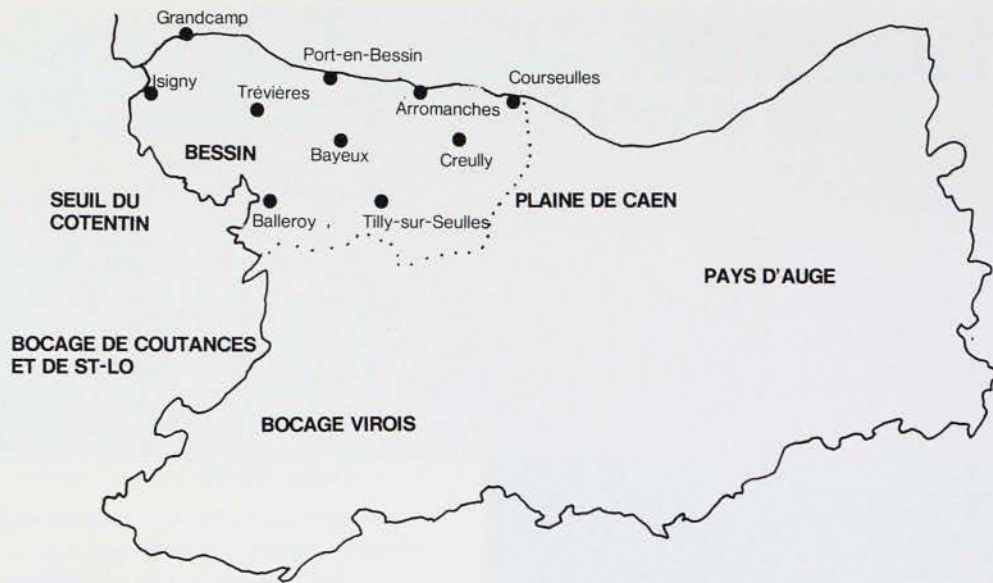 Grandcamp
Port-en-Bessin
Isigny
Courseulles
Trévières
Arromanches
BESSIN
Bayeux
Creully
SEUIL DU
COTENTIN
PLAINE DE CAEN
Balleroy
Tilly-sur-Seulles
PAYS D'AUGE
BOCAGE DE COUTANCES
ET DE ST-LO
BOCAGE VIROIS